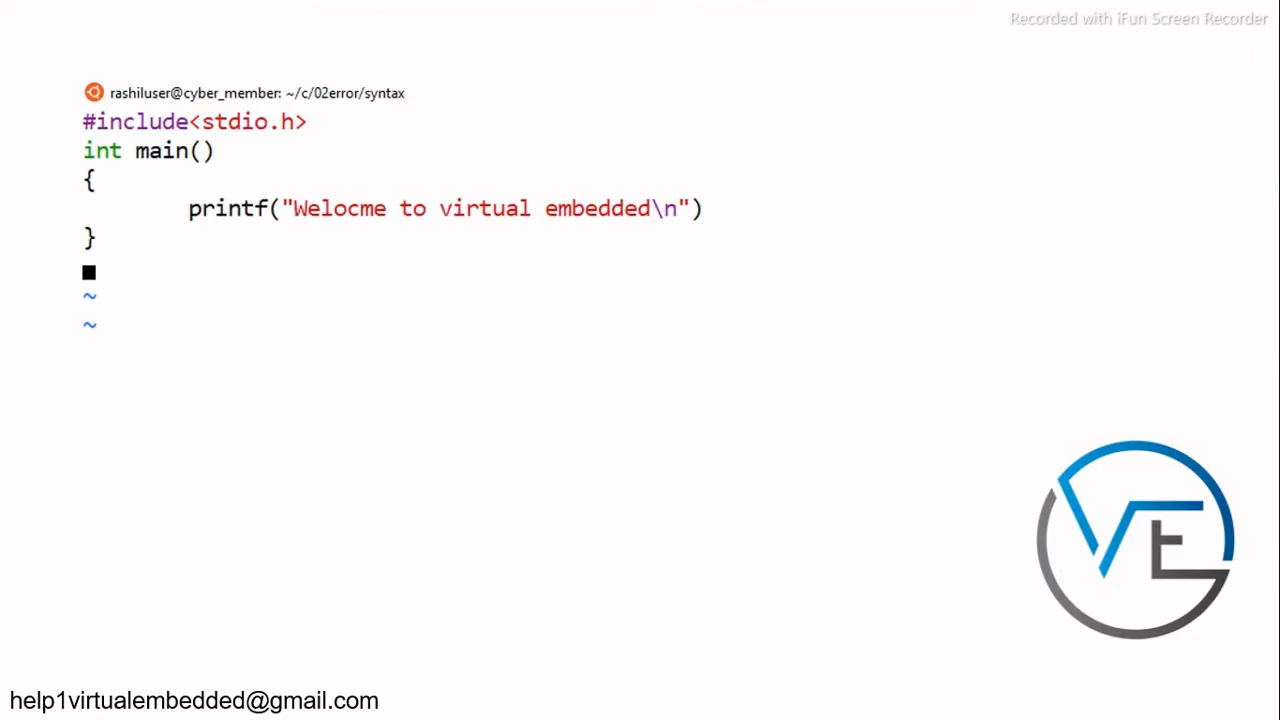 Recorded with iFun Screen Recorder
rashiluser@cyber_member: ~/c/02error/syntax
#include<stdio.h>
int main()
{
        printf("Welocme to virtual embedded\n")
}
~
~
VE
help1virtualembedded@gmail.com